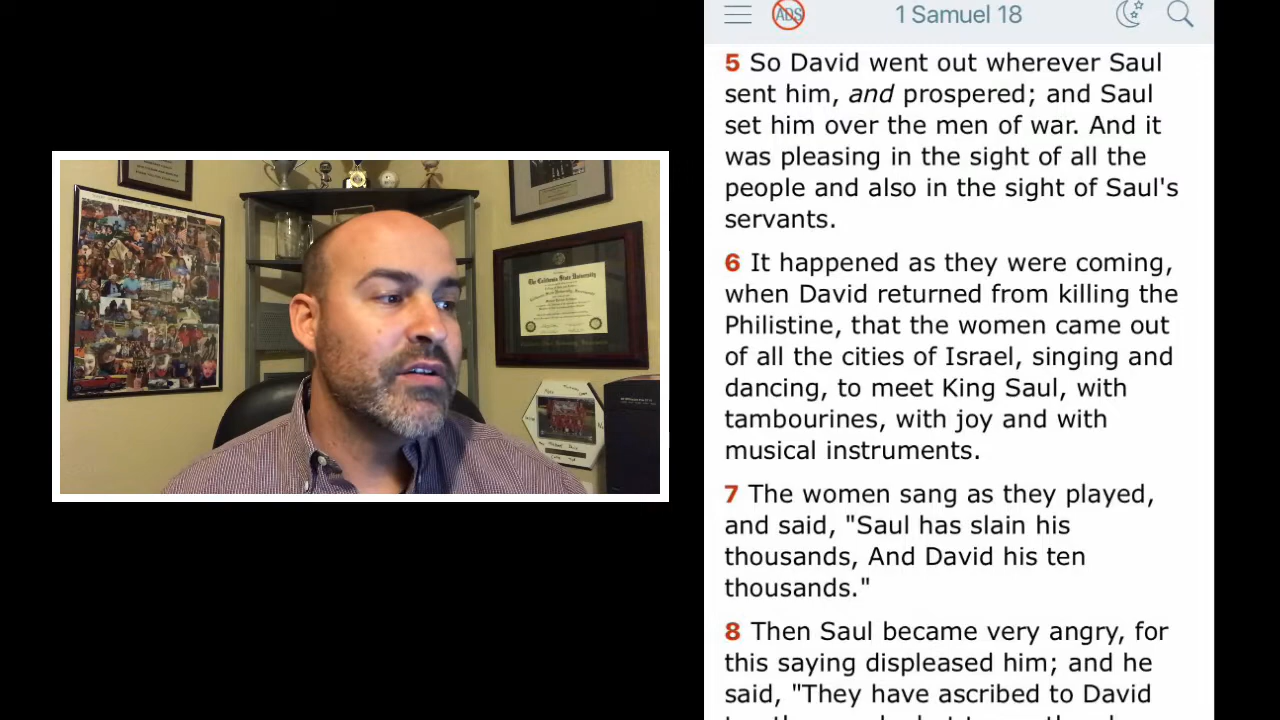 ADS
1 Samuel 18
5 So David went out wherever Saul
sent him, and prospered; and Saul
set him over the men of war. And it
was pleasing in the sight of all the
people and also in the sight of Saul's
servants.
6 It happened as they were coming,
when David returned from killing the
Philistine, that the women came out
of all the cities of Israel, singing and
dancing, to meet King Saul, with
tambourines, with joy and with
musical instruments.
7 The women sang as they played,
and said, "Saul has slain his
thousands, And David his ten
thousands."
8 Then Saul became very angry, for
this saying displeased him; and he
said, "They have ascribed to David
The California State University